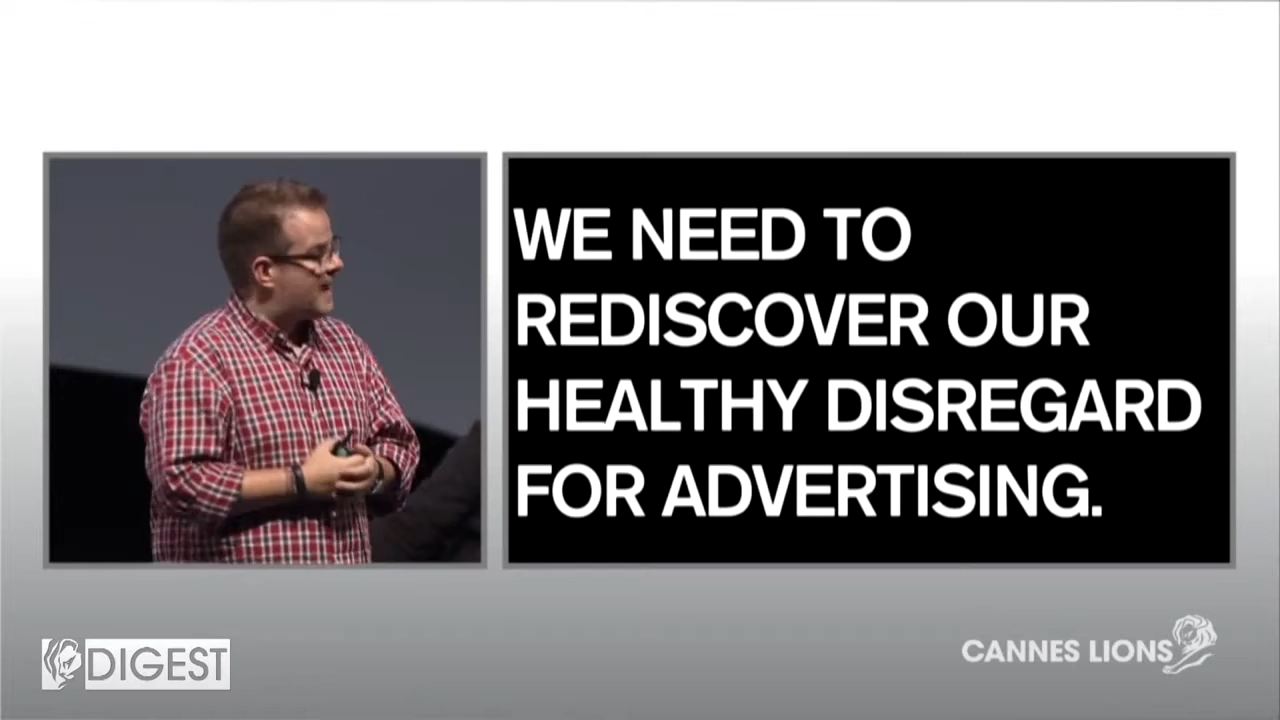 WE NEED TO
REDISCOVER OUR
HEALTHY DISREGARD
FOR ADVERTISING.
DIGEST
CANNES LIONS